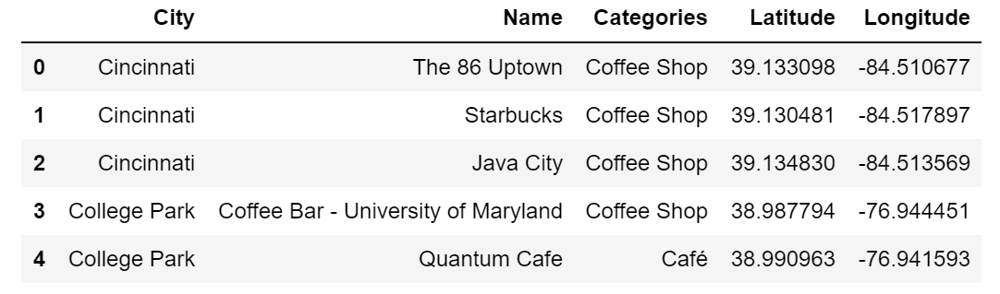 City Name Categories Latitude Longitude
0 Cincinnati The 86 Uptown Coffee Shop 39.133098 -84.510677
1 Cincinnati Starbucks Coffee Shop 39.130481 -84.517897
2 Cincinnati Java City Coffee Shop 39.134830 -84.513569
3 College Park Coffee Bar - University of Maryland Coffee Shop 38.987794 -76.944451
4 College Park Quantum Cafe Café 38.990963 -76.941593